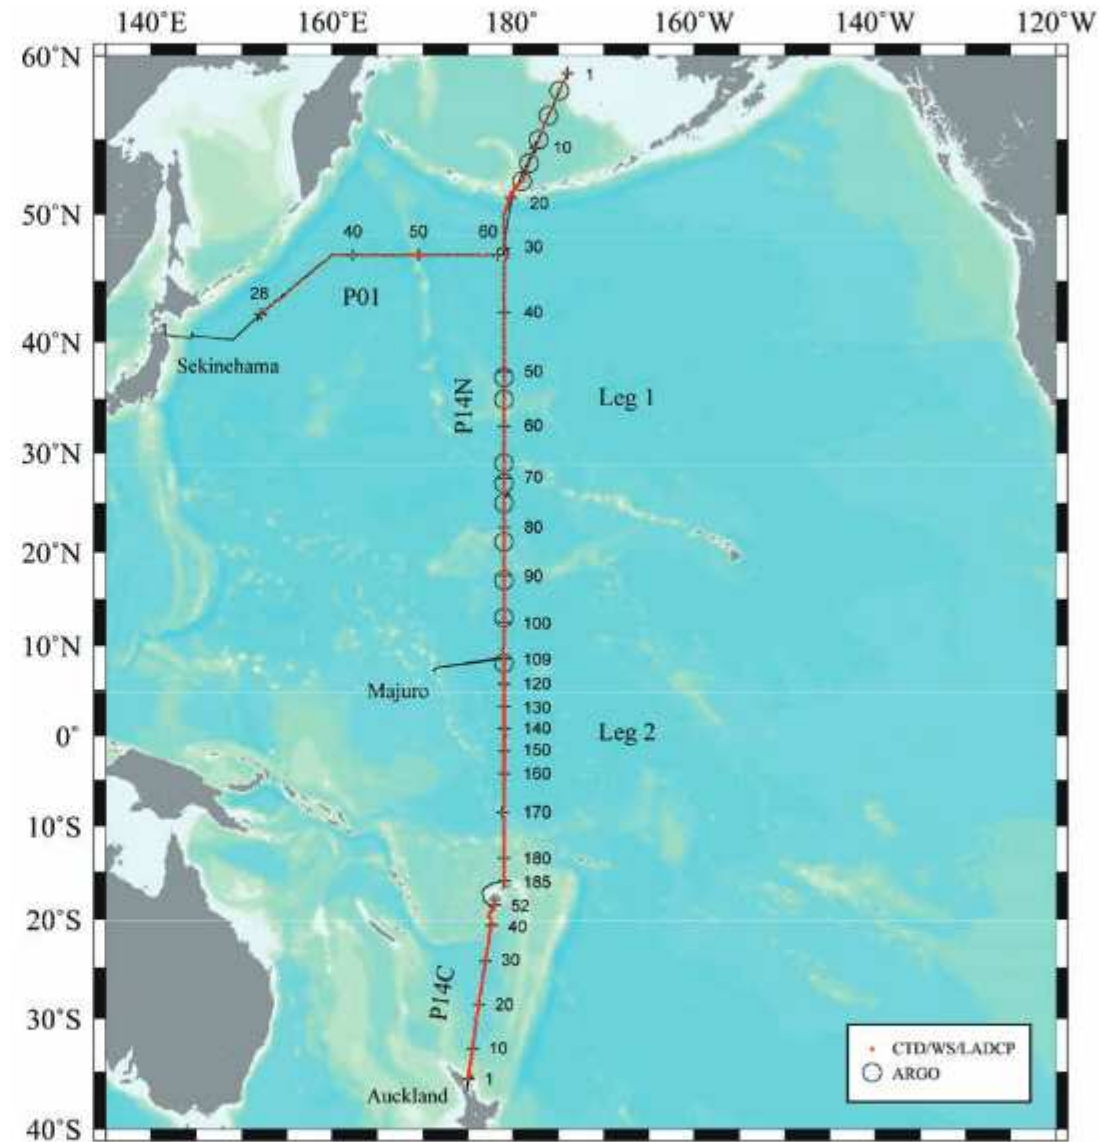 140°E 160°E 180° 160°W 140°W 120°W
60°N
1
10
50°N
20
40 50 60 30
28
P01
40
40°N
Sekinehama
50
P14N
Leg 1
60
30°N
70
80
20°N
90
100
10°N
109
Majuro
120
130
140
Leg 2
0°
150
160
170
10°S
180
185
52
20°S
40
30
P14C
20
30°S
10
CTD/WS/LADCP
1
ARGO
Auckland
40°S